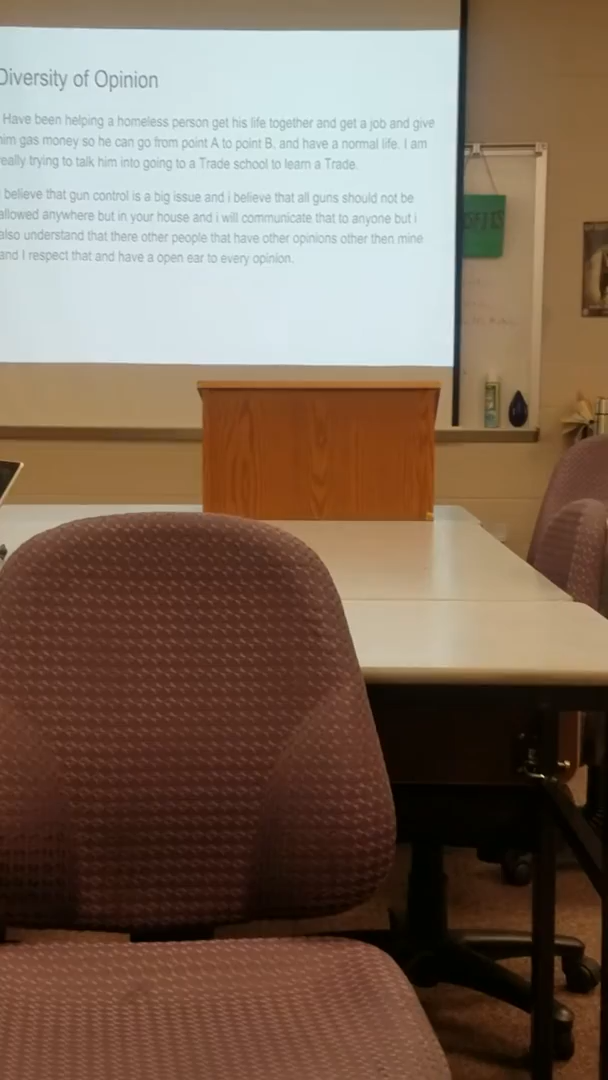 Diversity of Opinion
Have been helping a homeless person get his life together and get a job and give
him gas money so he can go from point A to point B, and have a normal life. I am
really trying to talk him into going to a Trade school to learn a Trade.
believe that gun control is a big issue and i believe that all guns should not be
allowed anywhere but in your house and i will communicate that to anyone but i
also understand that there other people that have other opinions other then mine
and I respect that and have a open ear to every opinion.